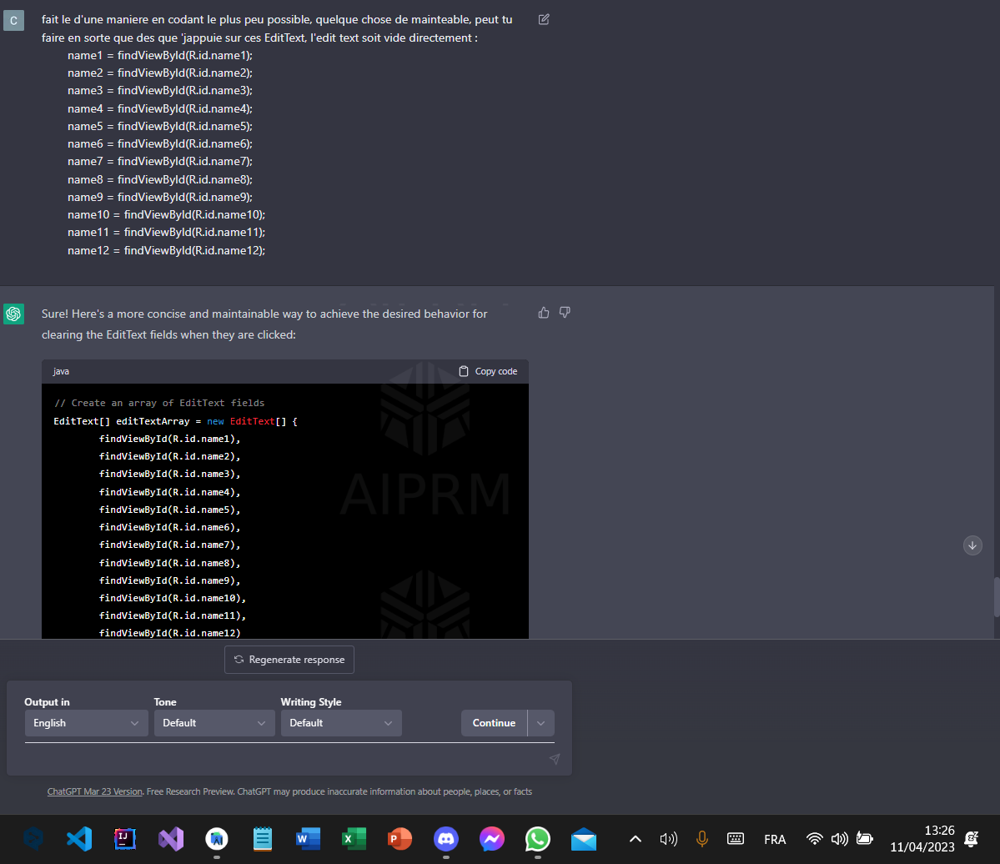 C
fait le d'une maniere en codant le plus peu possible, quelque chose de mainteable, peut tu
faire en sorte que des que 'jappuie sur ces EditText, l'edit text soit vide directement :
name1 = findViewById(R.id.name1);
name2 = findViewById(R.id.name2);
name3 = findViewById(R.id.name3);
name4 = findViewById(R.id.name4);
name5 = findViewById(R.id.name5);
name6 = findViewById(R.id.name6);
name7 = findViewById(R.id.name7);
name8 = findViewById(R.id.name8);
name9 = findViewById(R.id.name9);
name10 = findViewById(R.id.name10);
name11 = findViewById(R.id.name11);
name12 = findViewById(R.id.name12);
Sure! Here's a more concise and maintainable way to achieve the desired behavior for
clearing the EditText fields when they are clicked:
java Copy code
// Create an array of EditText fields
EditText[] editTextArray = new EditText[] {
findViewById(R.id.name1),
findViewById(R.id.name2),
findViewById(R.id.name3),
findViewById(R.id.name4),
findViewById(R.id.name5),
findViewById(R.id.name6),
findViewById(R.id.name7),
findViewById(R.id.name8),
findViewById(R.id.name9),
findViewById(R.id.name10),
findViewById(R.id.name11),
findViewById(R.id.name12)
AIPRM
Regenerate response
Output in Tone Writing Style
English Default Default Continue
ChatGPT Mar 23 Version. Free Research Preview. ChatGPT may produce inaccurate information about people, places, or facts
FRA 13:26
11/04/2023